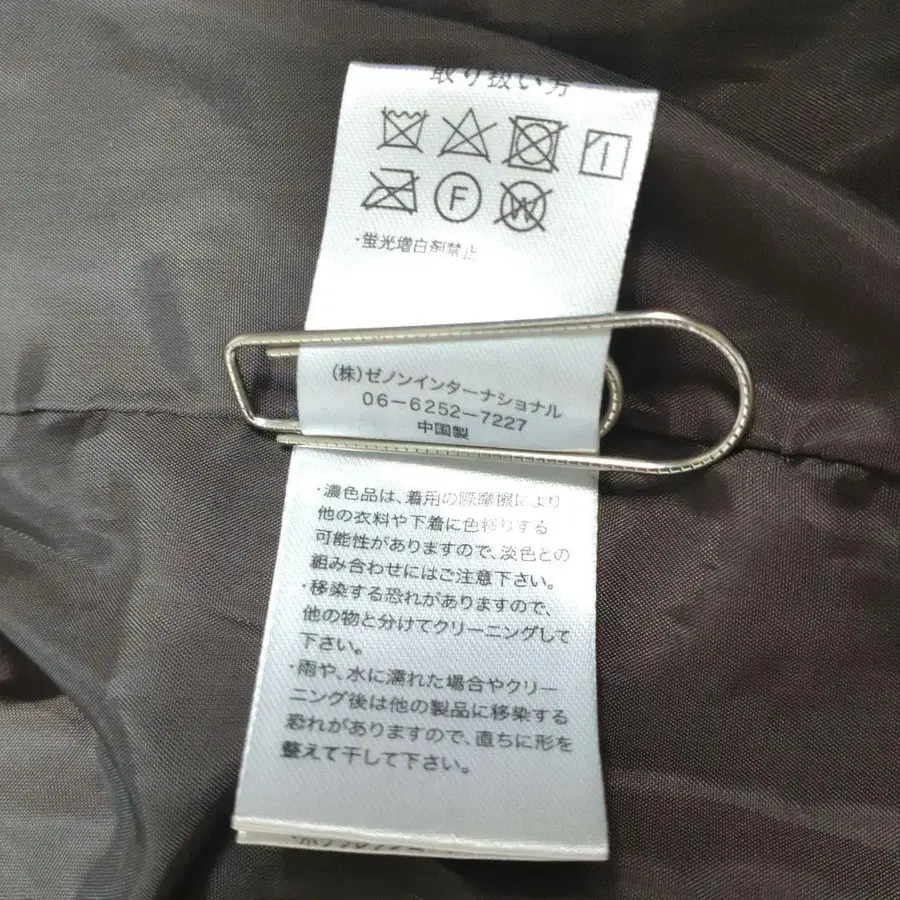 取り扱い方
F
W
・蛍光増白剤禁止
(株)ゼノンインターナショナル
06-6252-7227
中国製
・濃色品は、着用の際摩擦により
他の衣料や下着に色移りする
可能性がありますので、淡色との
組み合わせにはご注意下さい。
・移染する恐れがありますので、
他の物と分けてクリーニングして
下さい。
・雨や、水に濡れた場合やクリー
ニング後は他の製品に移染する
恐れがありますので、直ちに形を
整えて干して下さい。